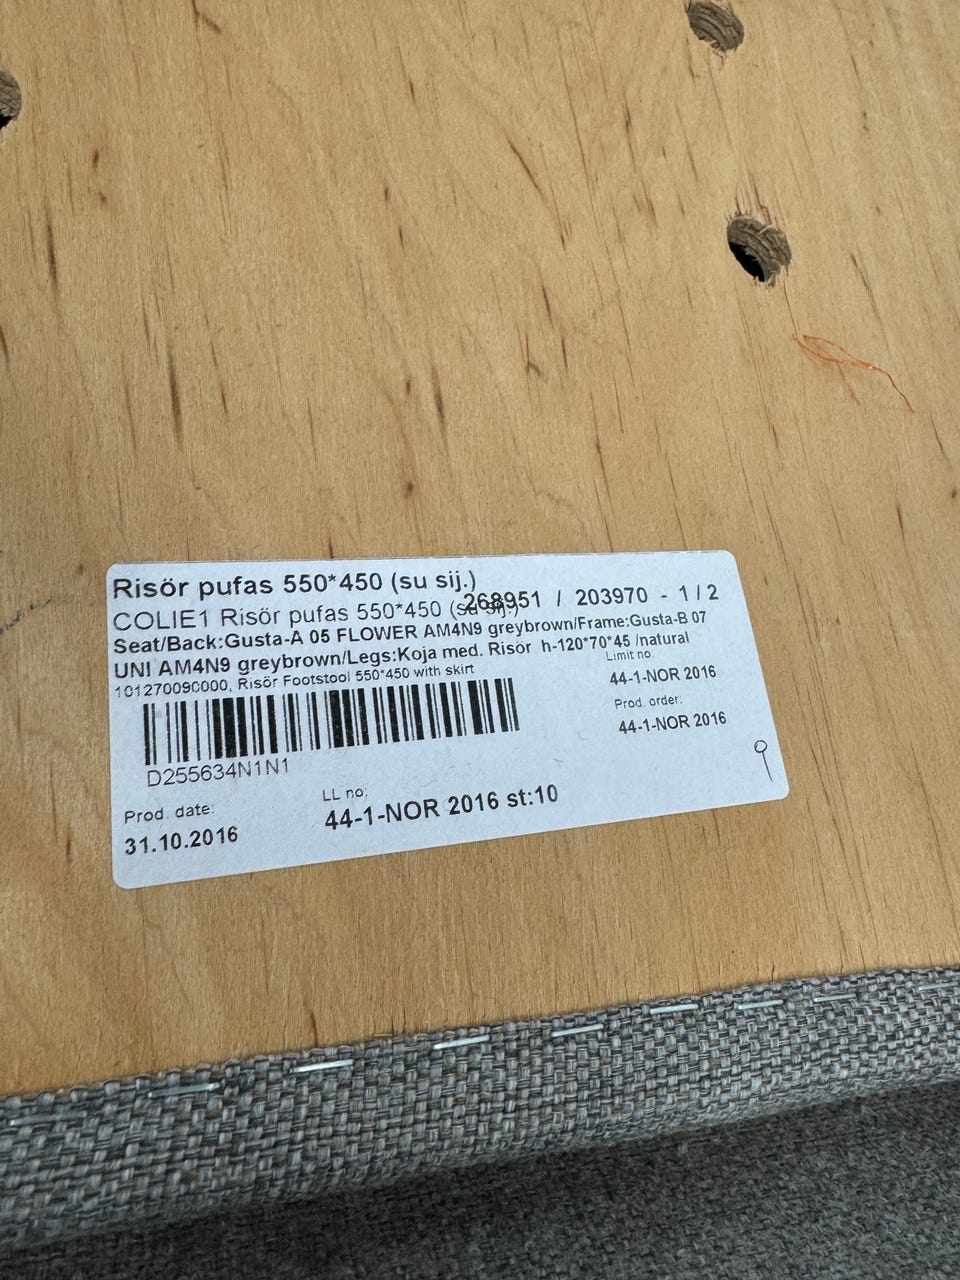 Risör pufas 550*450 (su sij.)
COLIE1 Risör pufas 550*450 (su sij.)
268951 / 203970 - 1/2
Seat/Back:Gusta-A 05 FLOWER AM4N9 greybrown/Frame:Gusta-B 07
UNI AM4N9 greybrown/Legs:Koja med. Risör h-120*70*45 /natural
101270090000, Risör Footstool 550*450 with skirt
Limit no.
44-1-NOR 2016
Prod. order:
44-1-NOR 2016
D255634N1N1
Prod. date:
31.10.2016
LL no;
44-1-NOR 2016 st:10